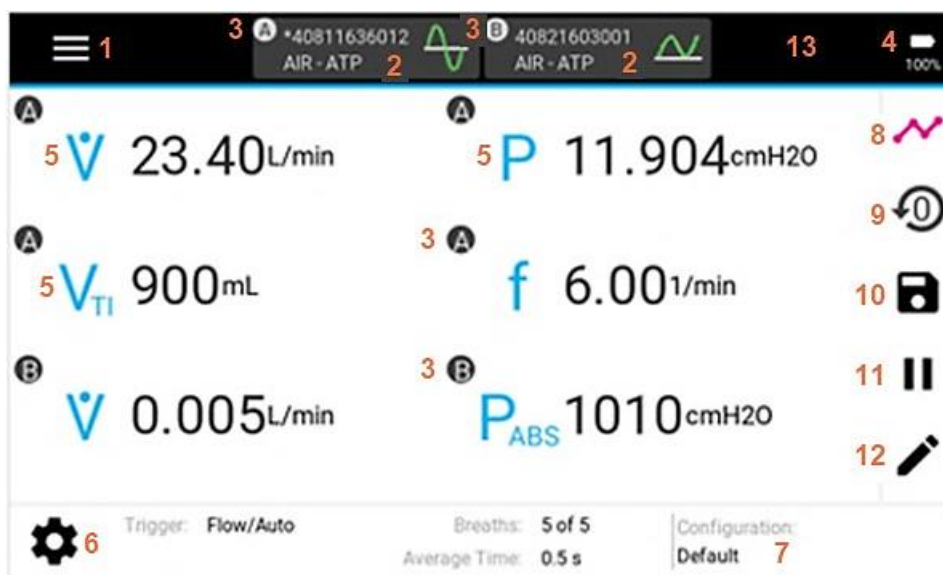 1 3 A *40811636012 3 B 40821603001 13 4
AIR - ATP 2 AIR - ATP 2 100%
A A
5 V̇ 23.40L/min 5 P 11.904cmH2O 8
9 0
A 3 A
5 VTI 900mL f 6.001/min 10
B 3 B 11
V̇ 0.005L/min PABS 1010cmH2O
12
6 Trigger: Flow/Auto Breaths: 5 of 5 Configuration:
Average Time: 0.5 s Default 7